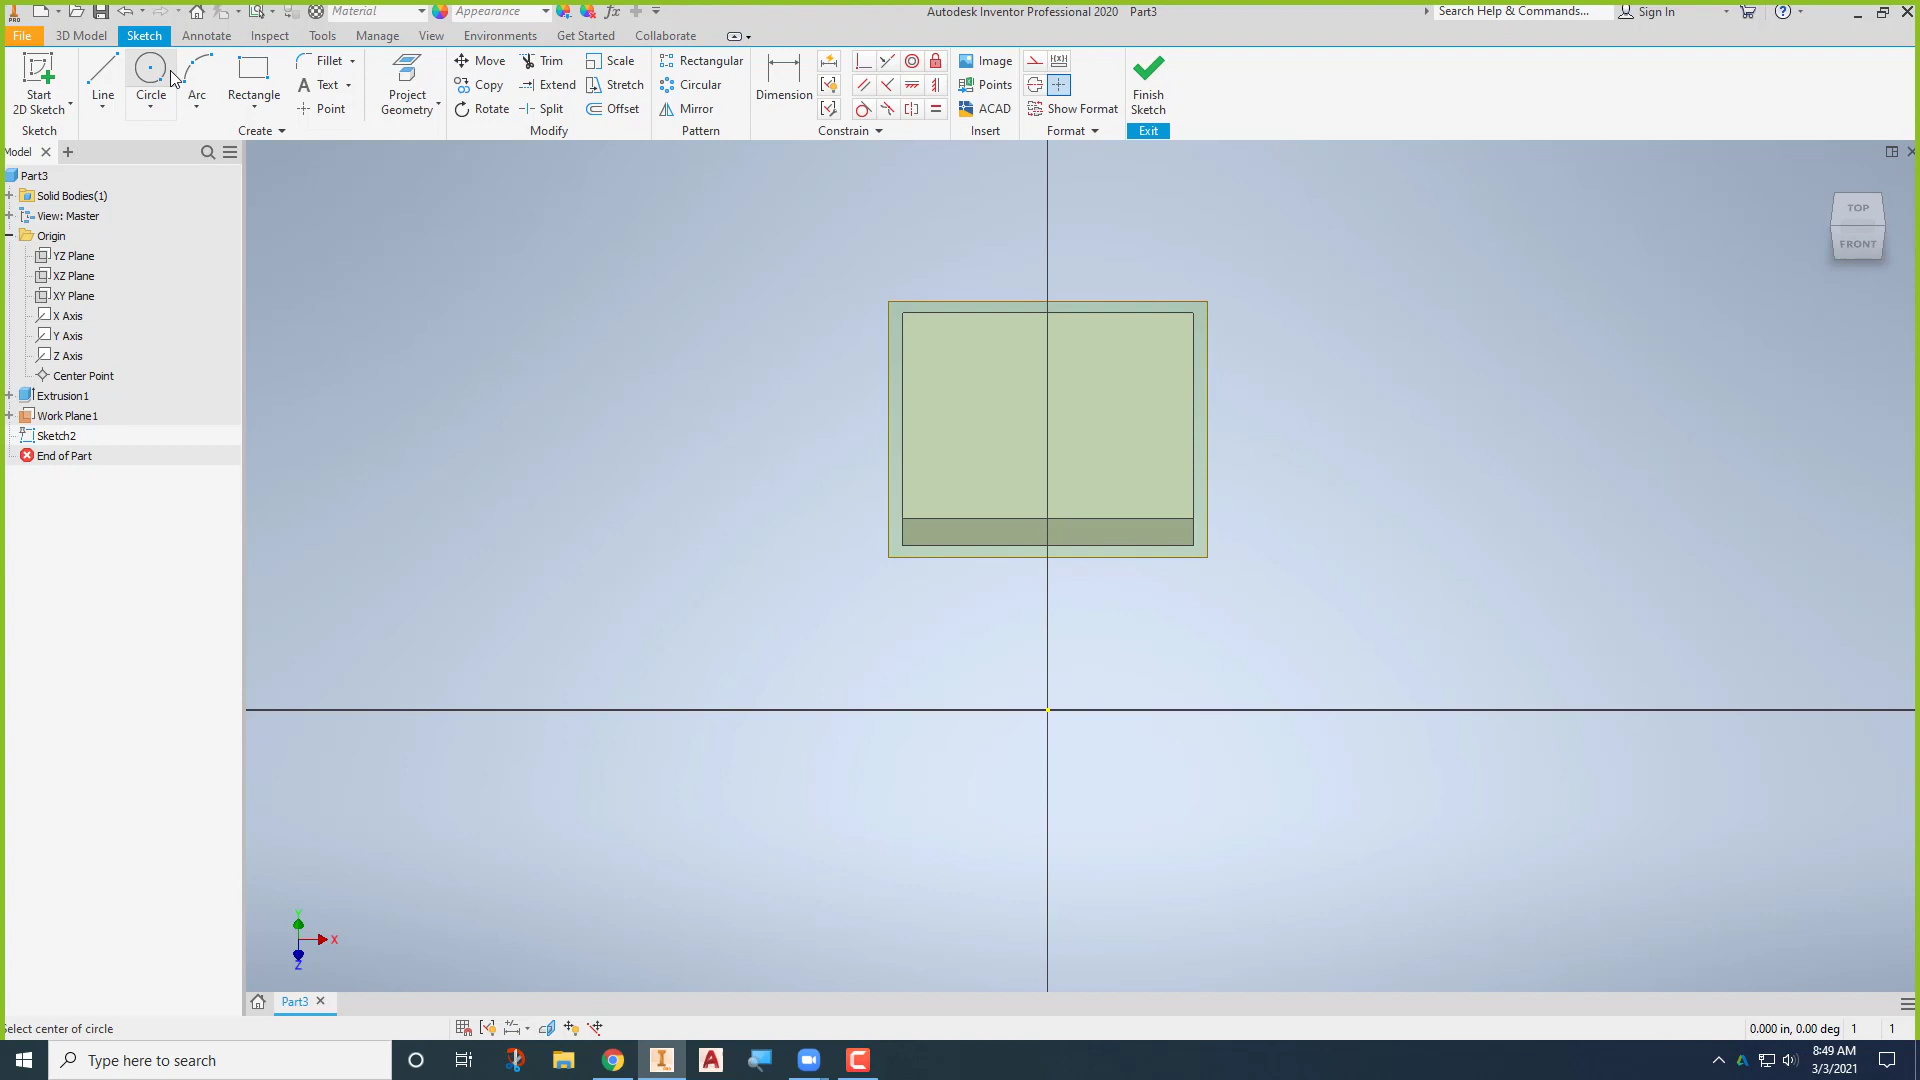 PRO
Material
Appearance
fx
Autodesk Inventor Professional 2020 Part3
Search Help & Commands...
Sign In
File 3D Model Sketch Annotate Inspect Tools Manage View Environments Get Started Collaborate
Start
2D Sketch
Line
Circle
Arc
Rectangle
Fillet
Text
Point
Project
Geometry
Move
Copy
Rotate
Trim
Extend
Split
Scale
Stretch
Offset
Rectangular
Circular
Mirror
Dimension
Image
Points
ACAD
Show Format
Finish
Sketch
Sketch Create Modify Pattern Constrain Insert Format Exit
Model
Part3
Solid Bodies(1)
View: Master
Origin
YZ Plane
XZ Plane
XY Plane
X Axis
Y Axis
Z Axis
Center Point
Extrusion1
Work Plane1
Sketch2
End of Part
TOP
FRONT
Y
X
Z
Part3
Select center of circle
0.000 in, 0.00 deg 1 1
Type here to search
8:49 AM
3/3/2021